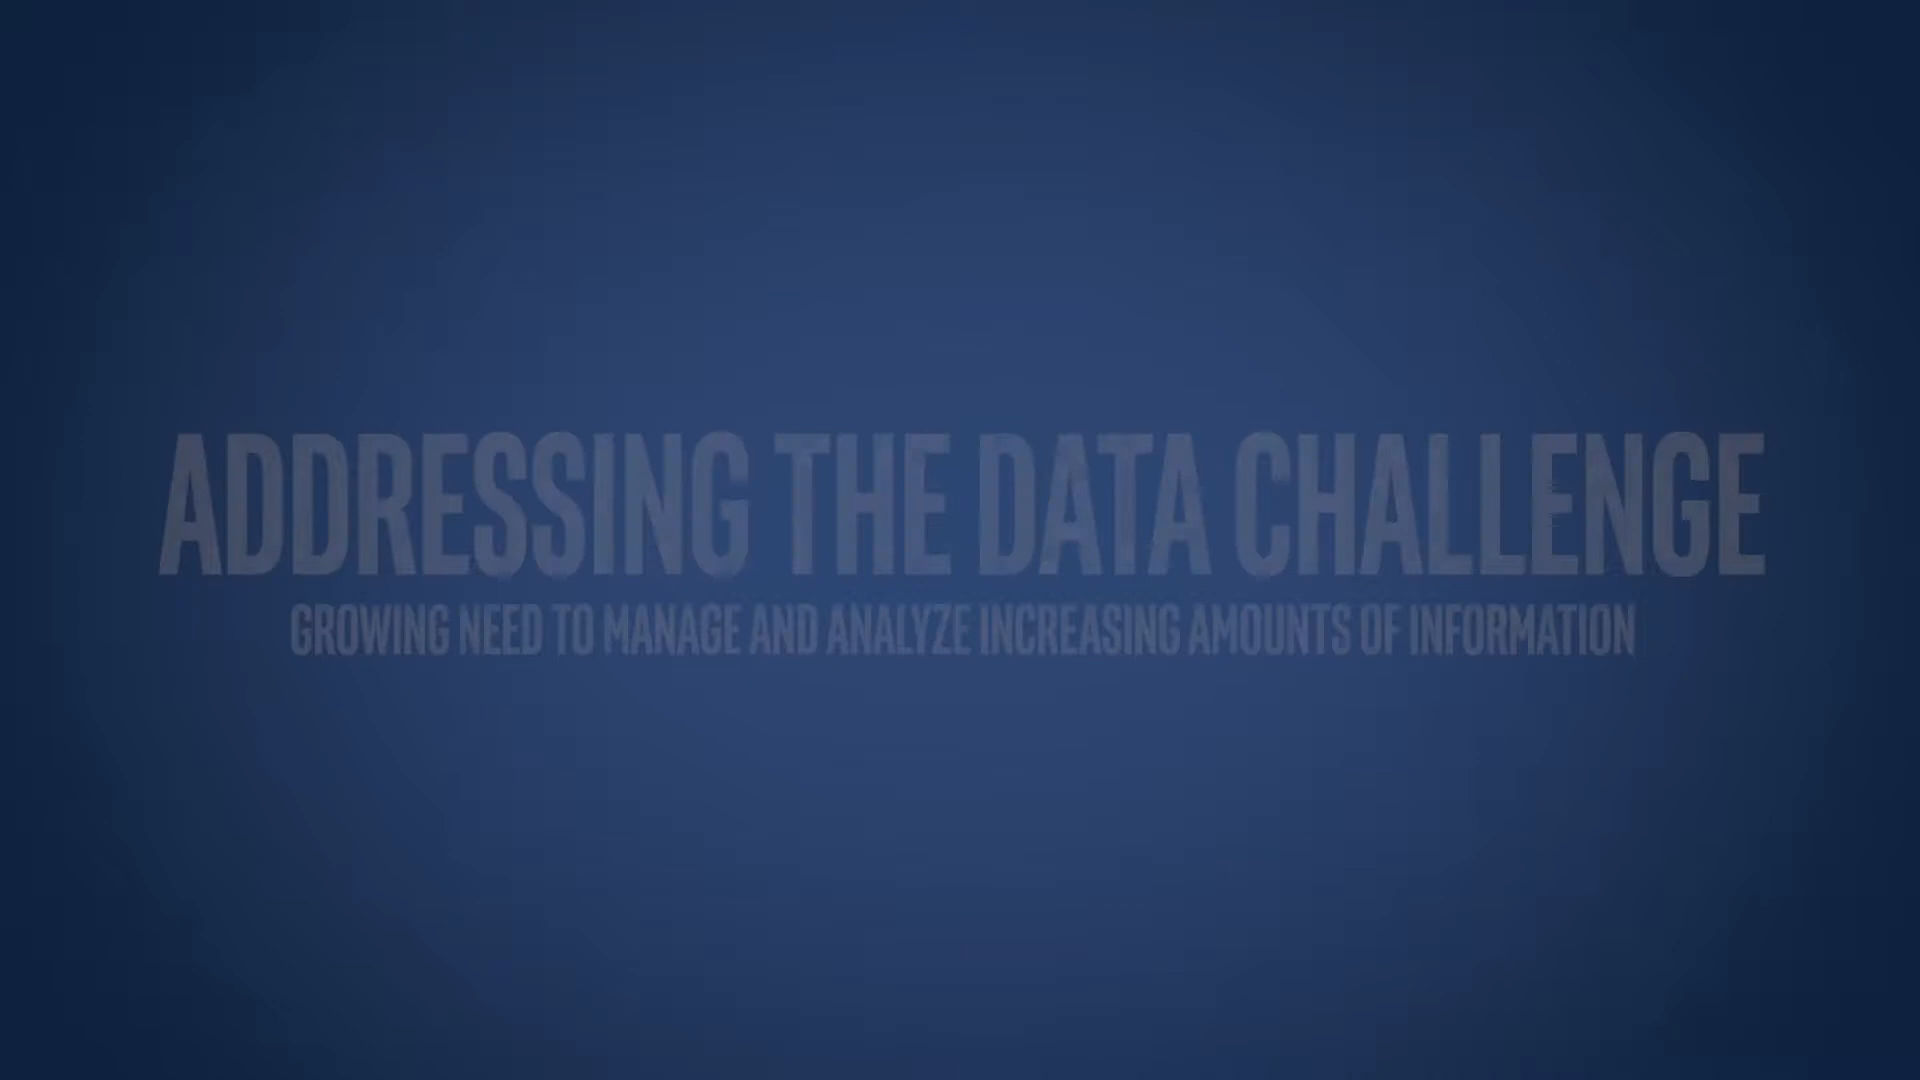 ADDRESSING THE DATA CHALLENGE
GROWING NEED TO MANAGE AND ANALYZE INCREASING AMOUNTS OF INFORMATION